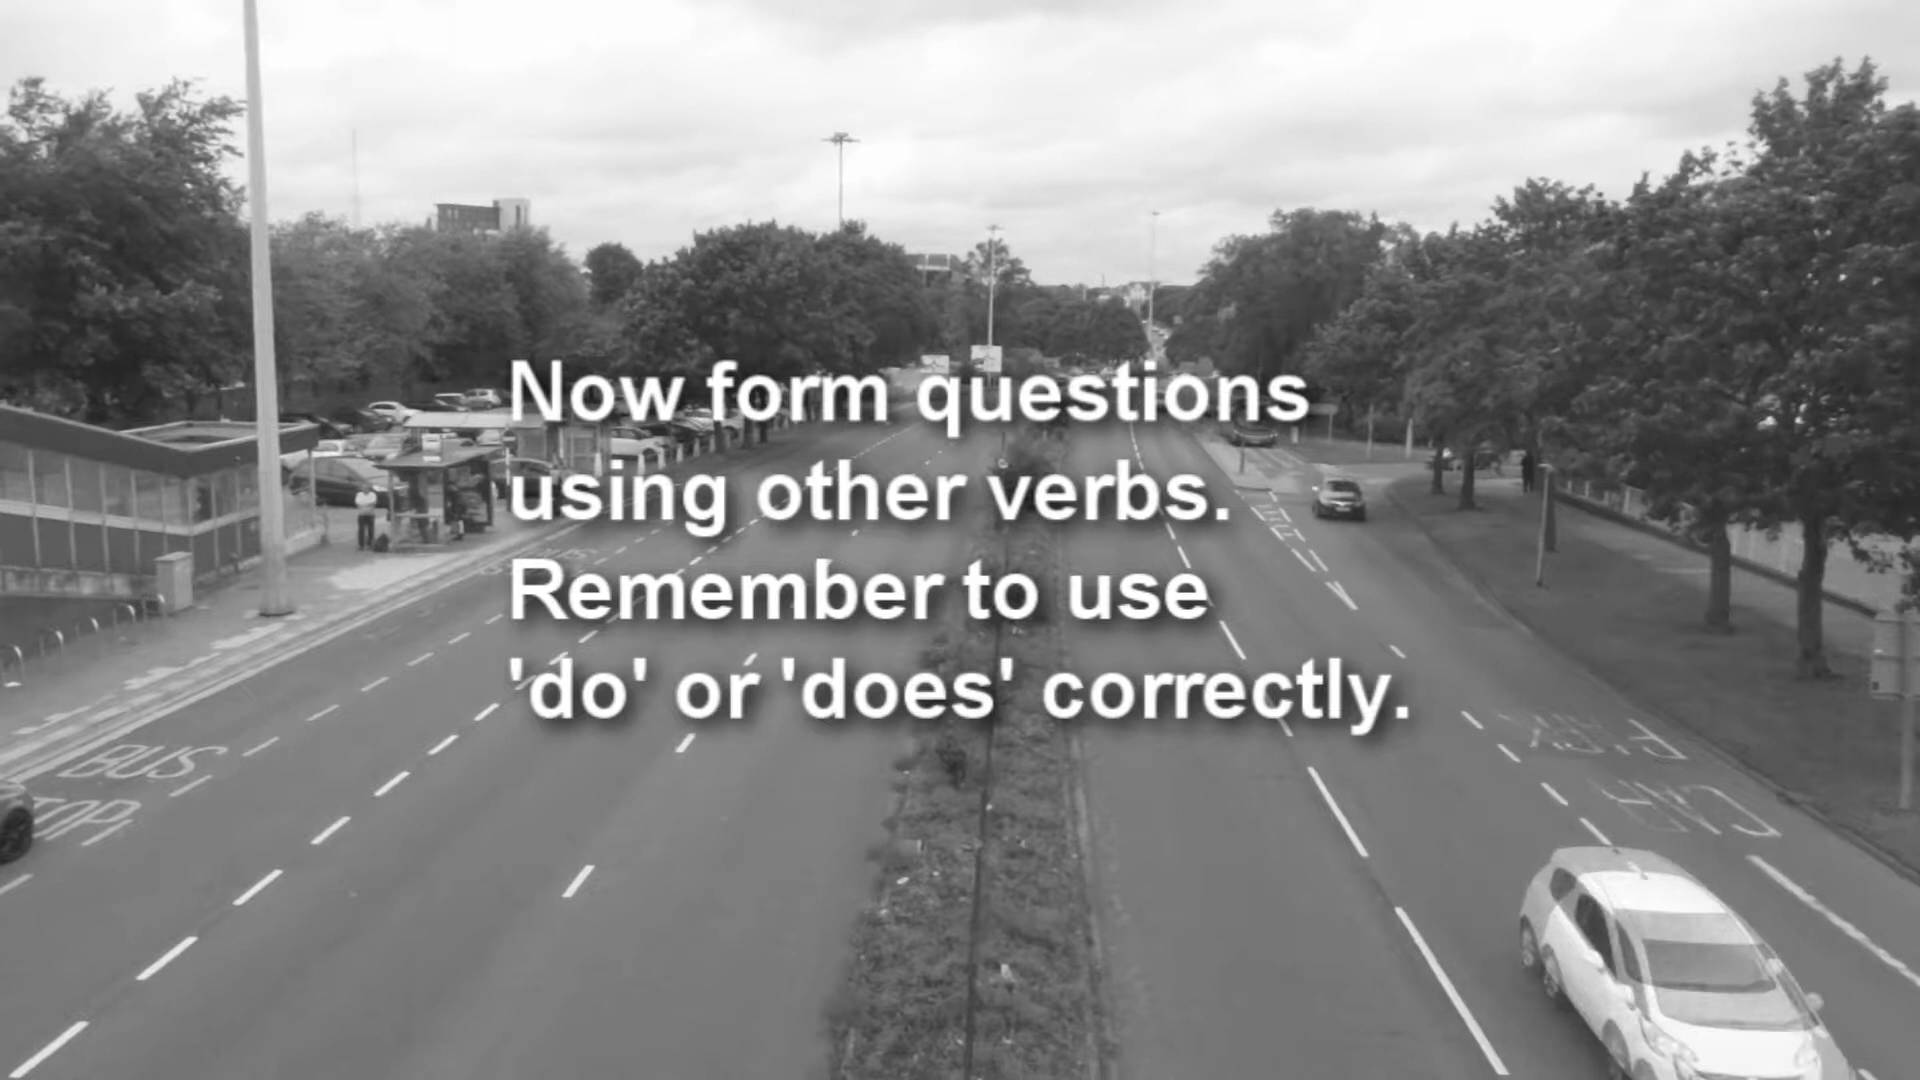 Now form questions
using other verbs.
Remember to use
'do' or 'does' correctly.
BUS
STOP